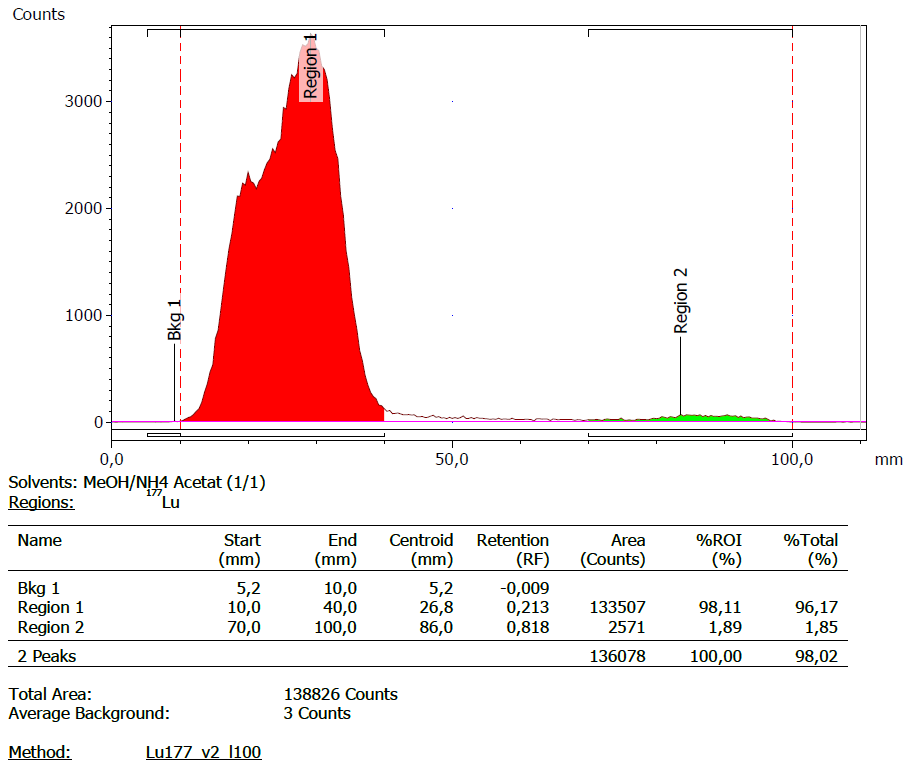 Counts
3000
2000
1000
0
Bkg 1
Region 1
Region 2
0,0 50,0 100,0 mm
Solvents: MeOH/NH4 Acetat (1/1)
Regions: ¹⁷⁷Lu
Name Start End Centroid Retention Area %ROI %Total
(mm) (mm) (mm) (RF) (Counts) (%) (%)
Bkg 1 5,2 10,0 5,2 -0,009
Region 1 10,0 40,0 26,8 0,213 133507 98,11 96,17
Region 2 70,0 100,0 86,0 0,818 2571 1,89 1,85
2 Peaks 136078 100,00 98,02
Total Area: 138826 Counts
Average Background: 3 Counts
Method: Lu177_v2_l100